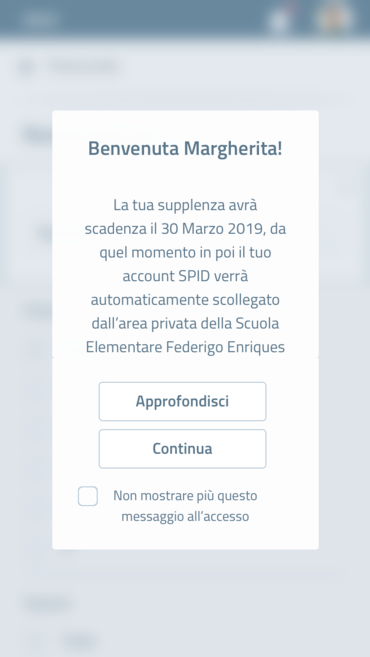 Benvenuta Margherita!
La tua supplenza avrà
scadenza il 30 Marzo 2019, da
quel momento in poi il tuo
account SPID verrà
automaticamente scollegato
dall'area privata della Scuola
Elementare Federigo Enriques
Approfondisci
Continua
Non mostrare più questo
messaggio all'accesso